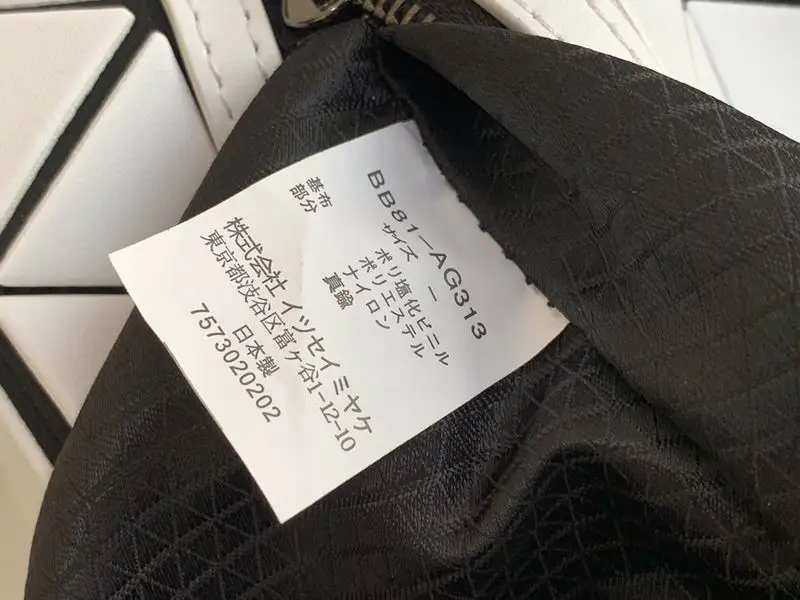 BB81-AG313
サイズ ー
ポリ塩化ビニル
基布 ポリエステル
部分 ナイロン
真鍮
株式会社 イッセイミヤケ
東京都渋谷区富ヶ谷1-12-10
日本製
7573020202